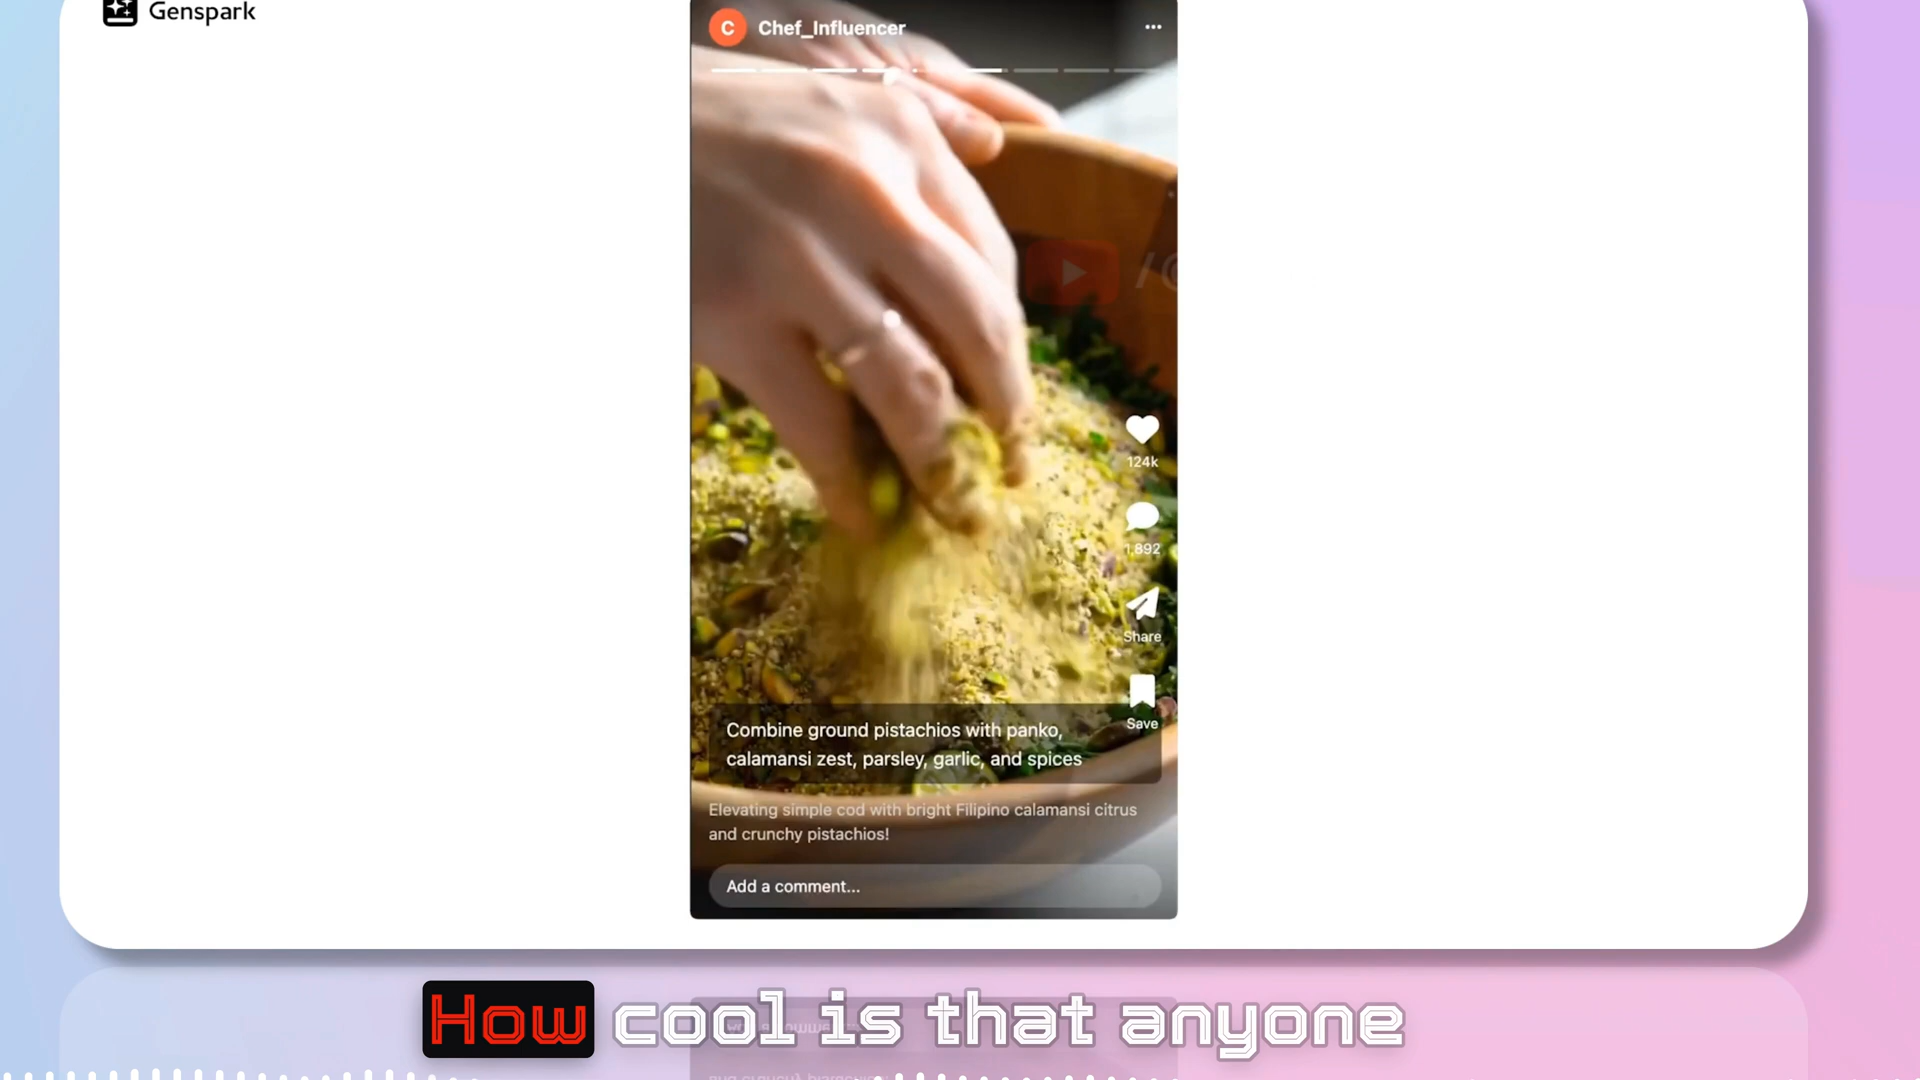 Genspark
C Chef_Influencer
124k
1,892
Share
Save
Combine ground pistachios with panko,
calamansi zest, parsley, garlic, and spices
Elevating simple cod with bright Filipino calamansi citrus
and crunchy pistachios!
Add a comment...
How cool is that anyone